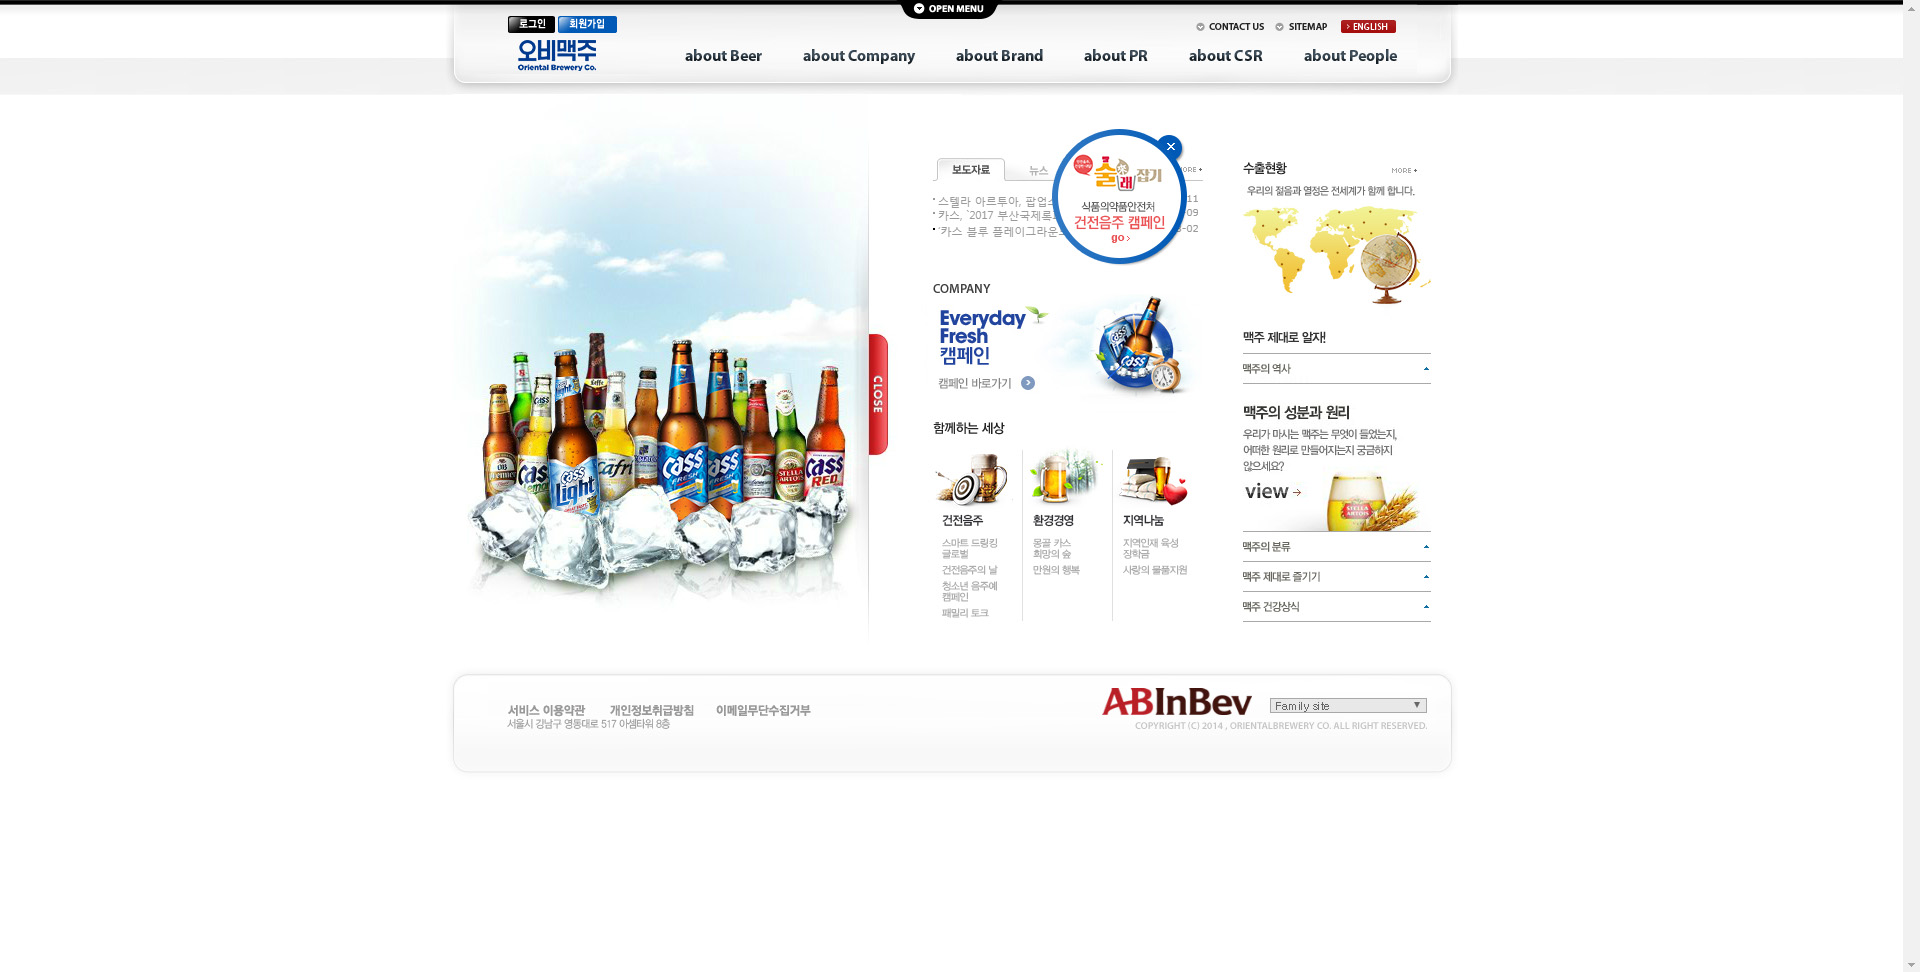 OPEN MENU
로그인 회원가입
CONTACT US SITEMAP ENGLISH
오비맥주
Oriental Brewery Co.
about Beer about Company about Brand about PR about CSR about People
보도자료 뉴스
MORE +
스텔라 아르투아, 팝업
11
카스, `2017 부산국제록
-09
'카스 블루 플레이그라운
-02
술래잡기
식품의약품안전처
건전음주 캠페인
go
COMPANY
Everyday
Fresh
캠페인
캠페인 바로가기
함께하는 세상
건전음주
스마트 드링킹
글로벌
건전음주의 날
청소년 음주예
캠페인
패밀리 토크
환경경영
몽골 카스
희망의 숲
만원의 행복
지역나눔
지역인재 육성
장학금
사랑의 물품지원
수출현황
MORE +
우리의 젊음과 열정은 전세계가 함께 합니다.
맥주 제대로 알자!
맥주의 역사
맥주의 성분과 원리
우리가 마시는 맥주는 무엇이 들었는지,
어떠한 원리로 만들어지는지 궁금하지
않으세요?
view
STELLA ARTOIS
맥주의 분류
맥주 제대로 즐기기
맥주 건강상식
CLOSE
cass
Leffe
Light
Cafri
cass
FRESH
cass
FRESH
STELLA
ARTOIS
cass
RED
cass
서비스 이용약관 개인정보취급방침 이메일무단수집거부
서울시 강남구 영동대로 517 아셈타워 8층
ABInBev
Family site
COPYRIGHT (C) 2014 , ORIENTALBREWERY CO. ALL RIGHT RESERVED.